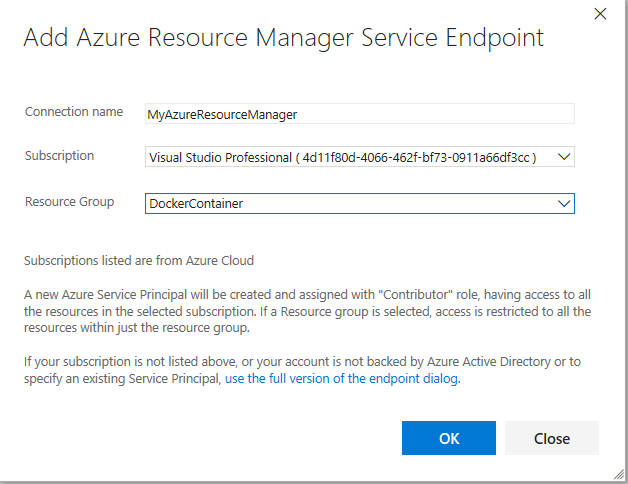 Add Azure Resource Manager Service Endpoint
Connection name MyAzureResourceManager
Subscription Visual Studio Professional ( 4d11f80d-4066-462f-bf73-0911a66df3cc )
Resource Group DockerContainer
Subscriptions listed are from Azure Cloud
A new Azure Service Principal will be created and assigned with "Contributor" role, having access to all
the resources in the selected subscription. If a Resource group is selected, access is restricted to all the
resources within just the resource group.
If your subscription is not listed above, or your account is not backed by Azure Active Directory or to
specify an existing Service Principal, use the full version of the endpoint dialog.
OK Close